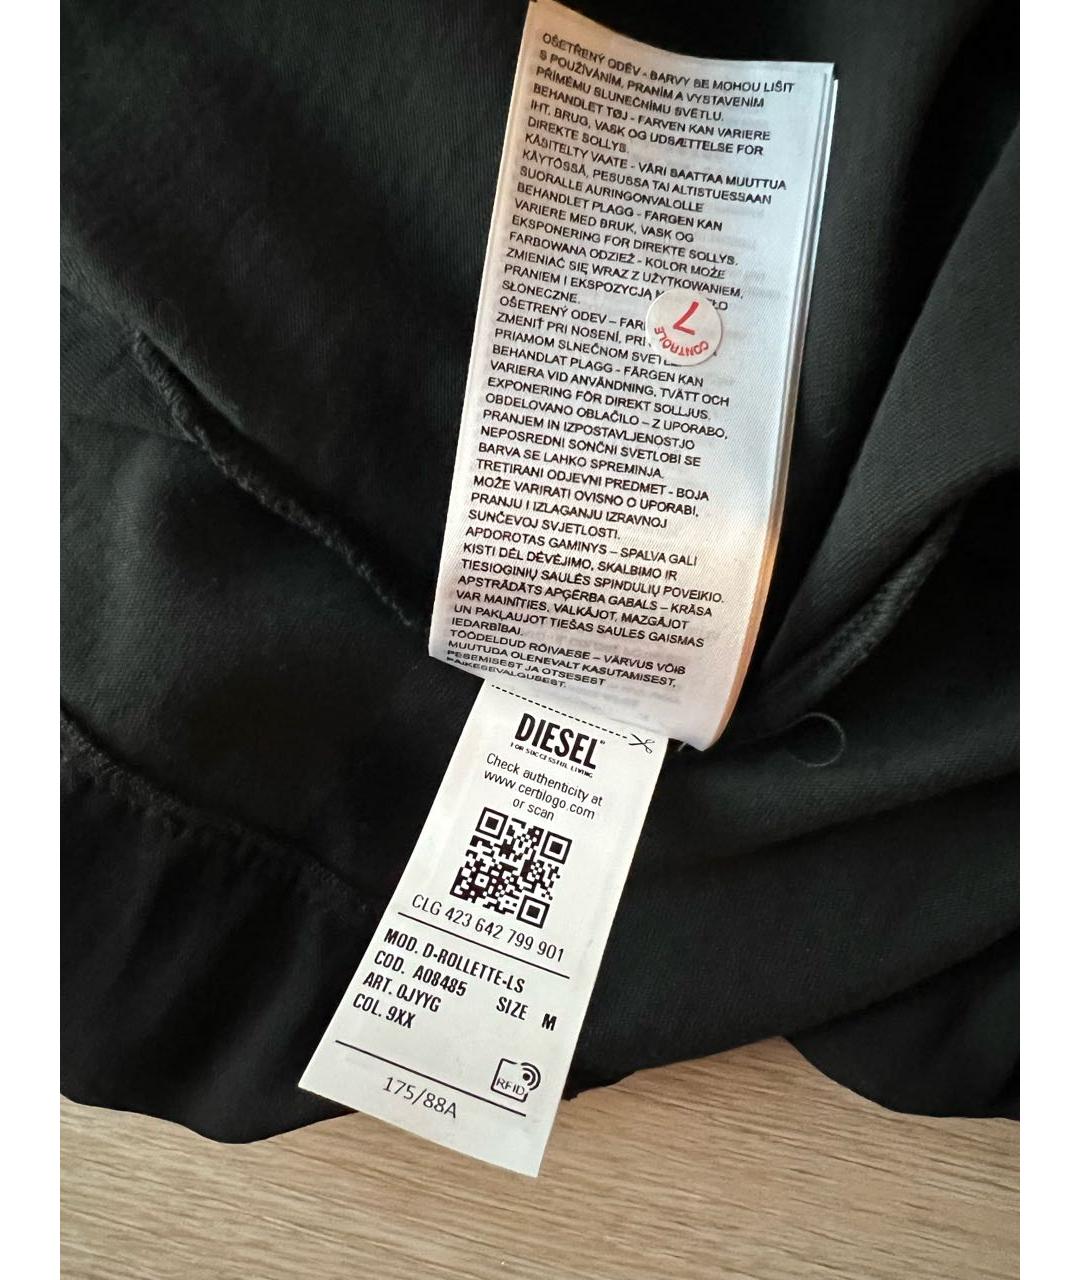 OŠETŘENÝ ODĚV - BARVY SE MOHOU LIŠIT
S POUŽÍVÁNÍM, PRANÍM A VYSTAVENÍM
PŘÍMÉMU SLUNEČNÍMU SVĚTLU.
BEHANDLET TØJ - FARVEN KAN VARIERE
IHT. BRUG, VASK OG UDSÆTTELSE FOR
DIREKTE SOLLYS.
KÄSITELTY VAATE - VÄRI SAATTAA MUUTTUA
KÄYTÖSSÄ, PESUSSA TAI ALTISTUESSAAN
SUORALLE AURINGONVALOLLE
BEHANDLET PLAGG - FARGEN KAN
VARIERE MED BRUK, VASK OG
EKSPONERING FOR DIREKTE SOLLYS.
FARBOWANA ODZIEŻ - KOLOR MOŻE
ZMIENIAĆ SIĘ WRAZ Z UŻYTKOWANIEM,
PRANIEM I EKSPOZYCJĄ
SŁONECZNE.
OŠETRENÝ ODEV –
ZMENIŤ PRI NOSENÍ,
PRIAMOM SLNEČNOM
BEHANDLAT PLAGG - FÄRGEN KAN
VARIERA VID ANVÄNDNING, TVÄTT OCH
EXPONERING FÖR DIREKT SOLLJUS.
OBDELOVANO OBLAČILO – Z UPORABO,
PRANJEM IN IZPOSTAVLJENOSTJO
NEPOSREDNI SONČNI SVETLOBI SE
BARVA SE LAHKO SPREMINJA.
TRETIRANI ODJEVNI PREDMET - BOJA
MOŽE VARIRATI OVISNO O UPORABI,
PRANJU I IZLAGANJU IZRAVNOJ
SUNČEVOJ SVJETLOSTI.
APDOROTAS GAMINYS – SPALVA GALI
KISTI DĖL DĖVĖJIMO, SKALBIMO IR
TIESIOGINIŲ SAULĖS SPINDULIŲ POVEIKIO.
APSTRĀDĀTS APĢĒRBA GABALS – KRĀSA
VAR MAINĪTIES, VALKĀJOT, MAZGĀJOT
UN PAKĻAUJOT TIEŠAS SAULES GAISMAS
IEDARBĪBAI.
TÖÖDELDUD RÕIVAESE – VÄRVUS VÕIB
MUUTUDA OLENEVALT KASUTAMISEST,
PESEMISEST JA OTSESEST
PÄIKESEVALGUSEST.
CONTROLE
7
DIESEL
FOR SUCCESSFUL LIVING
Check authenticity at
www.certilogo.com
or scan
CLG 423 642 799 901
MOD. D-ROLLETTE-LS
COD. A08485 SIZE M
ART. 0JYYG
COL. 9XX
RFID
175/88A